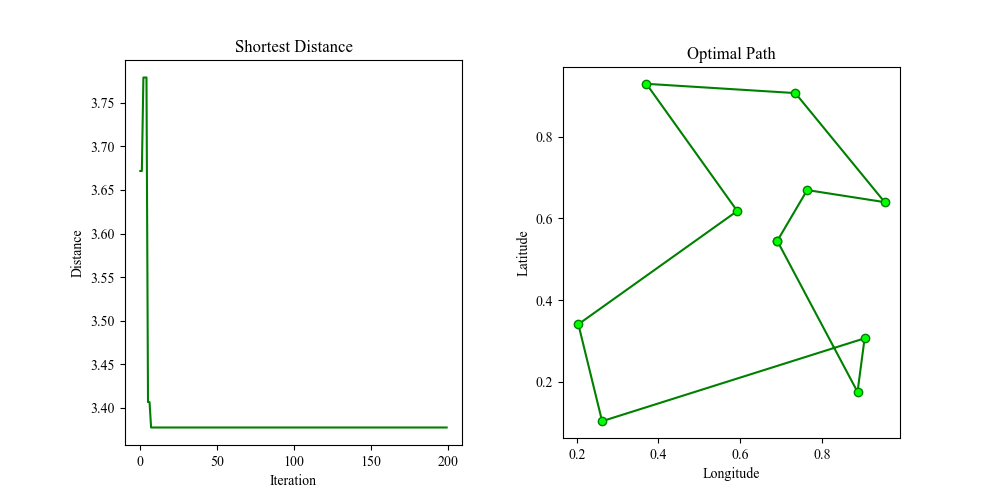 Shortest Distance
3.75
3.70
3.65
3.60
3.55
3.50
3.45
3.40
Distance
0 50 100 150 200
Iteration
Optimal Path
0.8
0.6
0.4
0.2
Latitude
0.2 0.4 0.6 0.8
Longitude